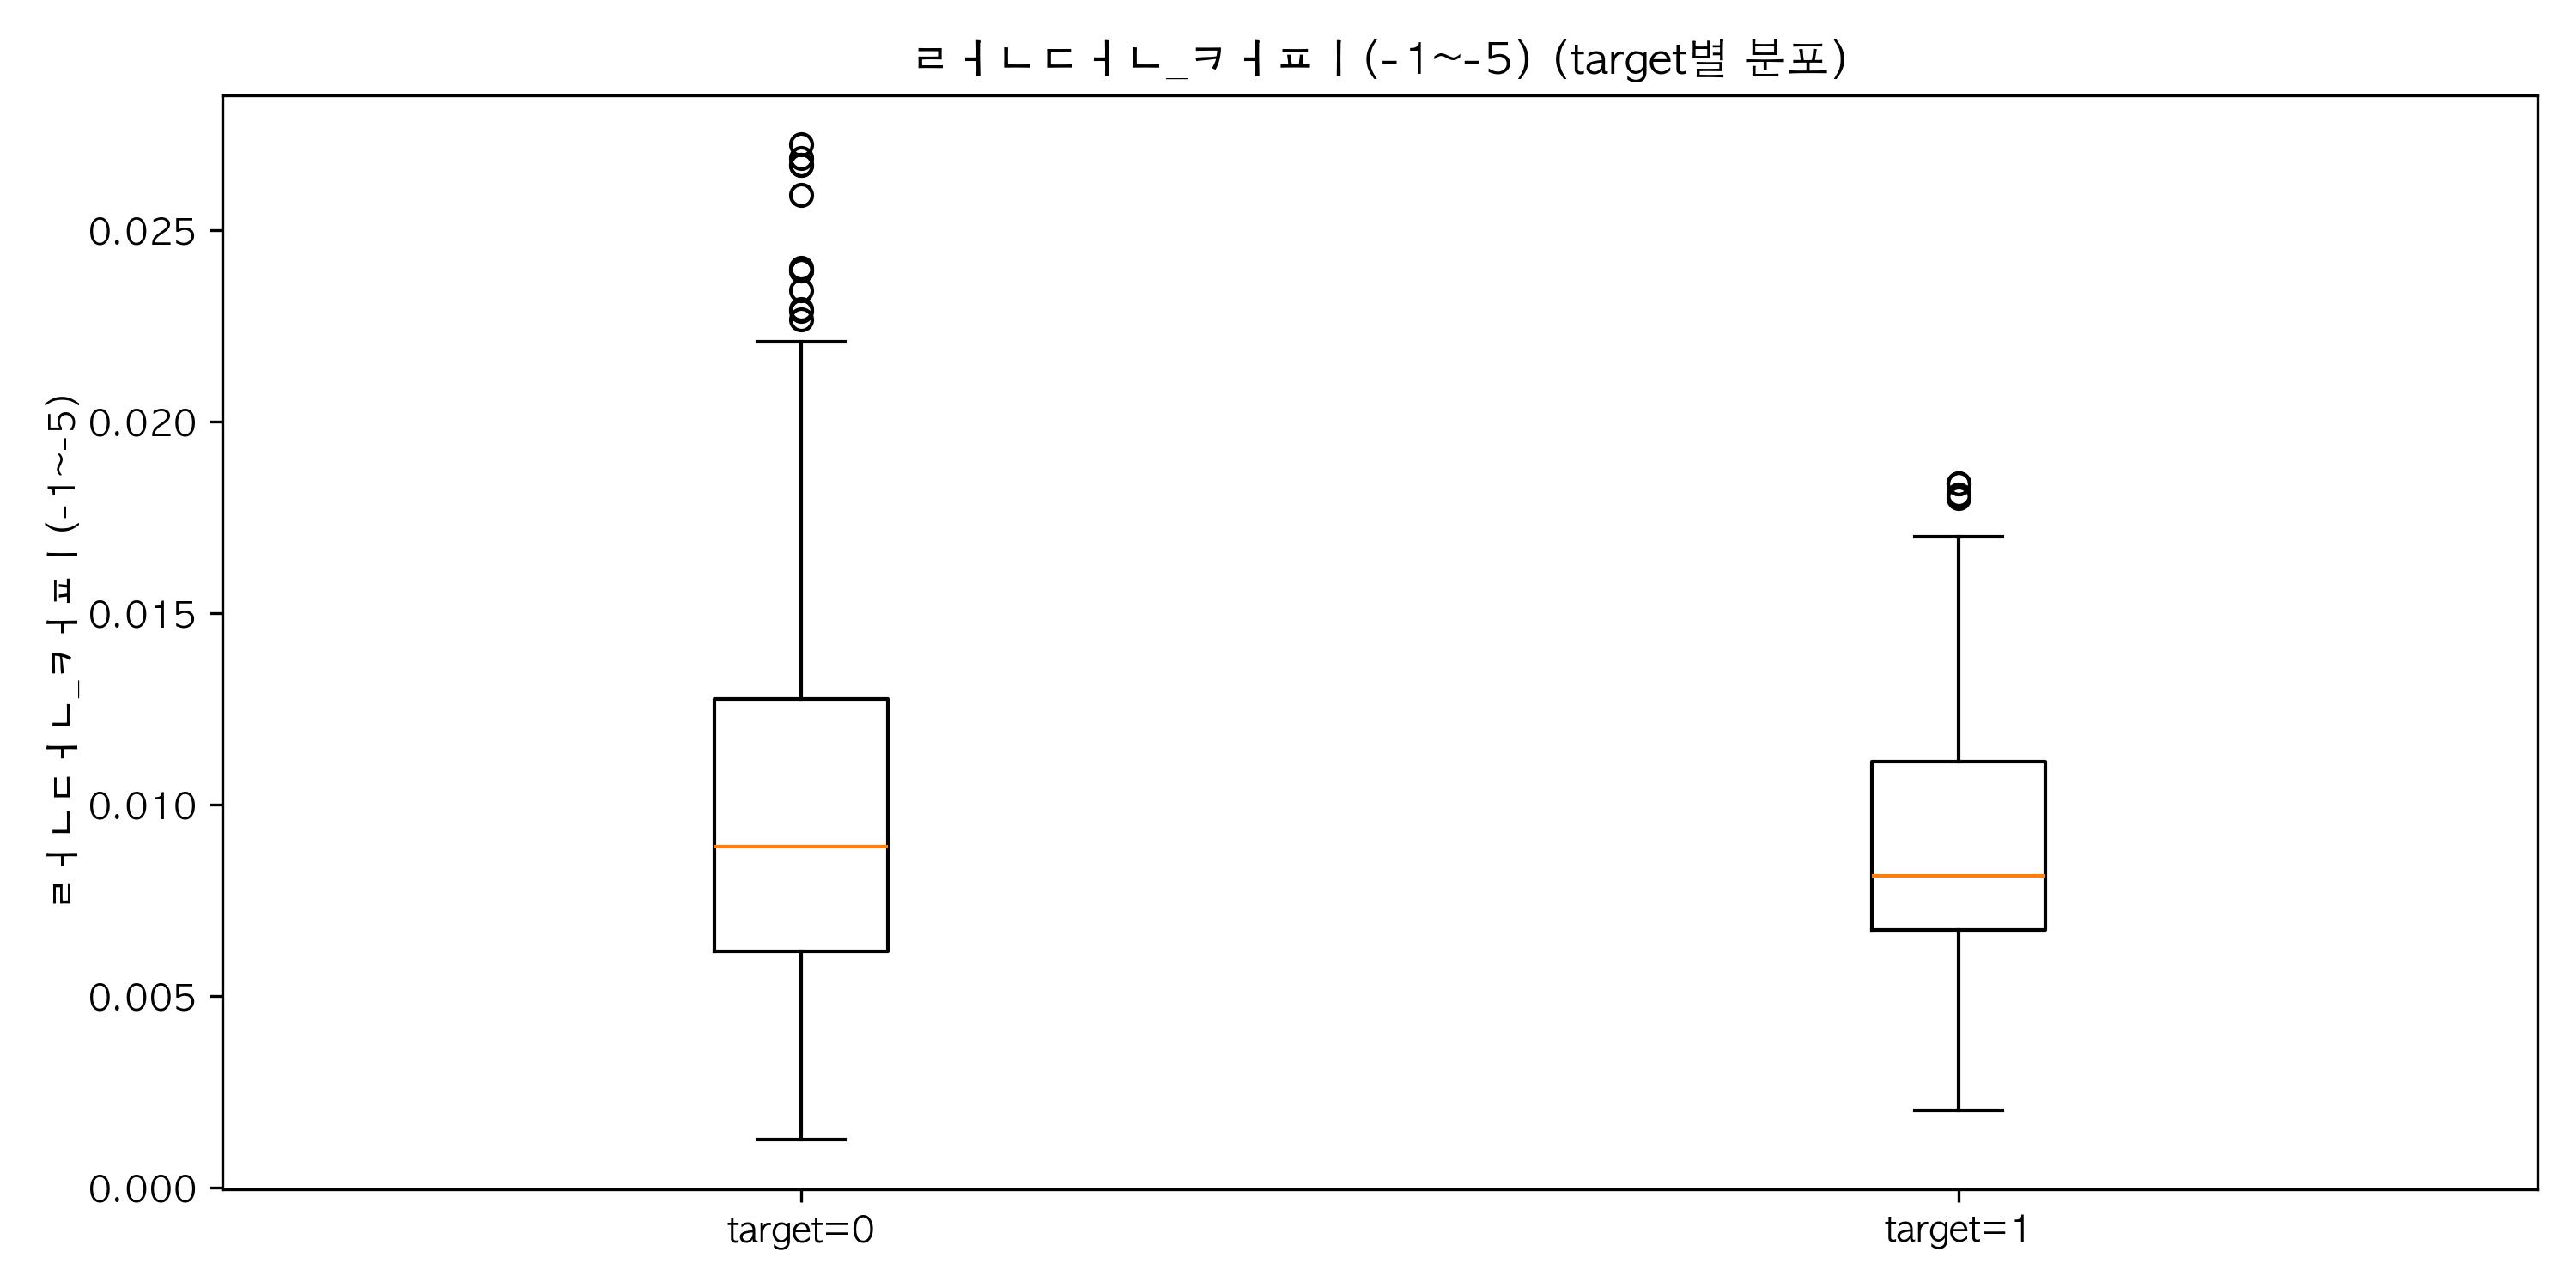 ㄹㅓㄴㄷㅓㄴ_ㅋㅓㅍㅣ(-1~-5) (target별 분포)
ㄹㅓㄴㄷㅓㄴ_ㅋㅓㅍㅣ(-1~-5)
0.025
0.020
0.015
0.010
0.005
0.000
target=0
target=1